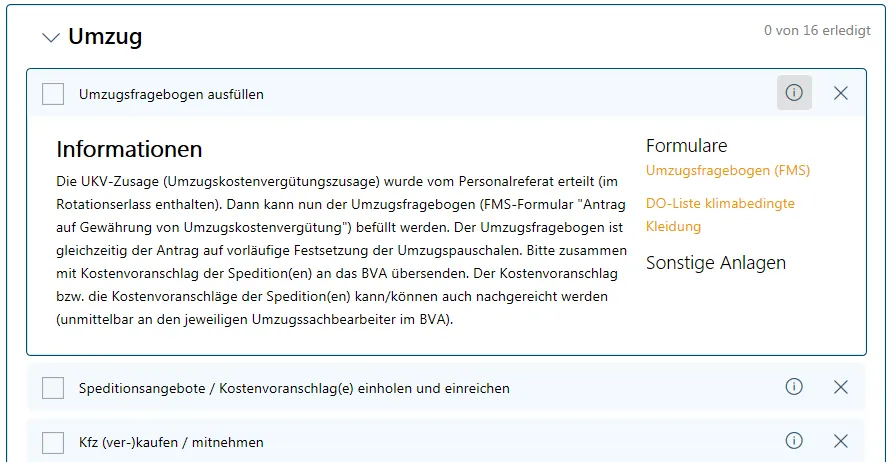 Umzug
0 von 16 erledigt
Umzugsfragebogen ausfüllen
Informationen
Die UKV-Zusage (Umzugskostenvergütungszusage) wurde vom Personalreferat erteilt (im
Rotationserlass enthalten). Dann kann nun der Umzugsfragebogen (FMS-Formular "Antrag
auf Gewährung von Umzugskostenvergütung") befüllt werden. Der Umzugsfragebogen ist
gleichzeitig der Antrag auf vorläufige Festsetzung der Umzugspauschalen. Bitte zusammen
mit Kostenvoranschlag der Spedition(en) an das BVA übersenden. Der Kostenvoranschlag
bzw. die Kostenvoranschläge der Spedition(en) kann/können auch nachgereicht werden
(unmittelbar an den jeweiligen Umzugssachbearbeiter im BVA).
Formulare
Umzugsfragebogen (FMS)
DO-Liste klimabedingte
Kleidung
Sonstige Anlagen
Speditionsangebote / Kostenvoranschlag(e) einholen und einreichen
Kfz (ver-)kaufen / mitnehmen